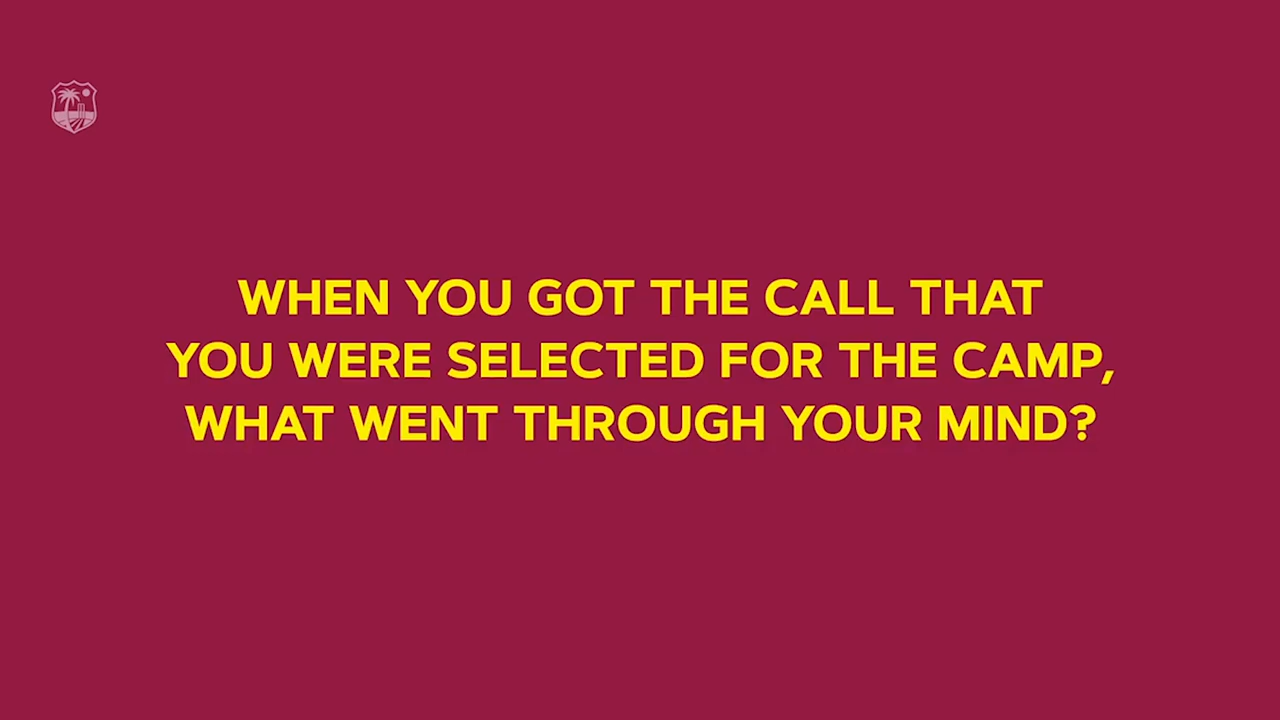 WHEN YOU GOT THE CALL THAT
YOU WERE SELECTED FOR THE CAMP,
WHAT WENT THROUGH YOUR MIND?